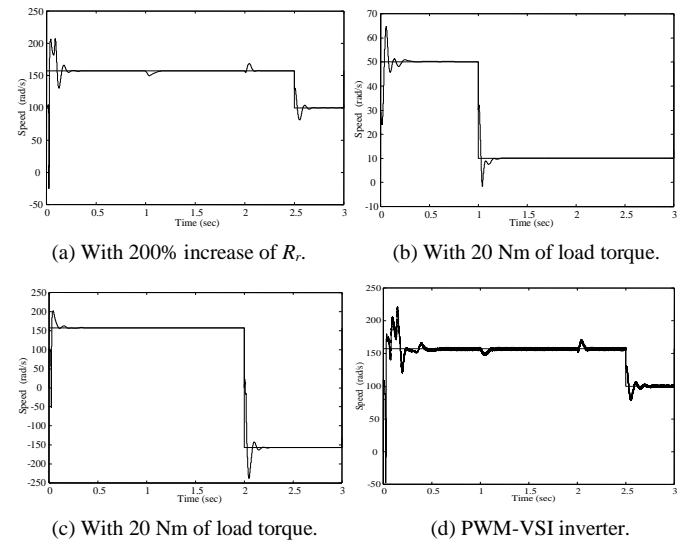 250
200
150
100
50
0
-50
Speed (rad/s)
0 0.5 1 1.5 2 2.5 3
Time (sec)
(a) With 200% increase of Rr.
70
60
50
40
30
20
10
0
-10
Speed (rad/s)
0 0.5 1 1.5 2 2.5 3
Time (sec)
(b) With 20 Nm of load torque.
250
200
150
100
50
0
-50
-100
-150
-200
-250
Speed (rad/s)
0 0.5 1 1.5 2 2.5 3
Time (sec)
(c) With 20 Nm of load torque.
250
200
150
100
50
0
-50
Speed (rad/s)
0 0.5 1 1.5 2 2.5 3
Time (sec)
(d) PWM-VSI inverter.